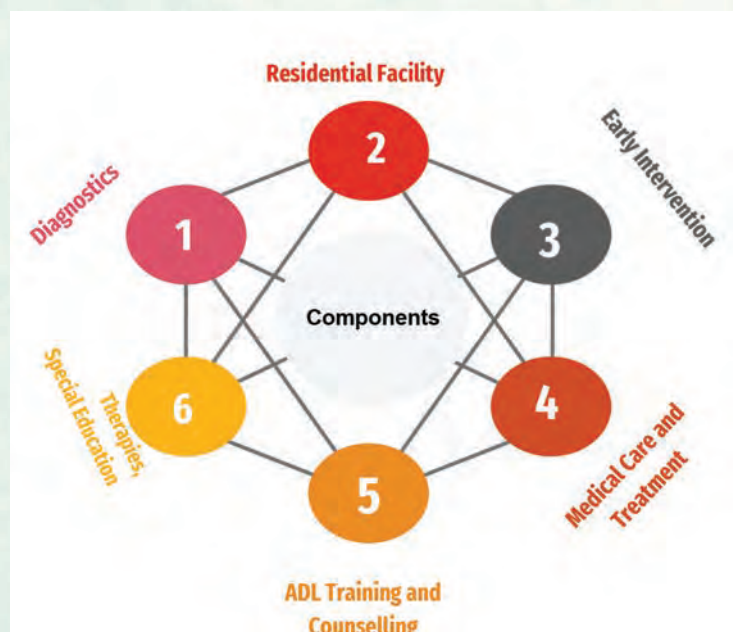 Residential Facility
2
Early Intervention
Diagnostics
1
3
Components
Therapies,
Special Education
6
4
Medical Care and
Treatment
5
ADL Training and
Counselling